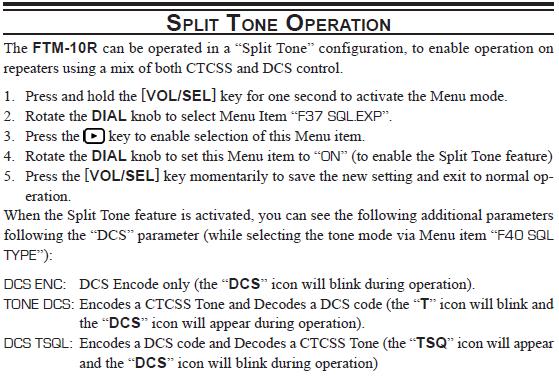 SPLIT TONE OPERATION
The FTM-10R can be operated in a “Split Tone” configuration, to enable operation on
repeaters using a mix of both CTCSS and DCS control.
1. Press and hold the [VOL/SEL] key for one second to activate the Menu mode.
2. Rotate the DIAL knob to select Menu Item “F37 SQL.EXP”.
3. Press the key to enable selection of this Menu item.
4. Rotate the DIAL knob to set this Menu item to “ON” (to enable the Split Tone feature)
5. Press the [VOL/SEL] key momentarily to save the new setting and exit to normal op-
eration.
When the Split Tone feature is activated, you can see the following additional parameters
following the “DCS” parameter (while selecting the tone mode via Menu item “F40 SQL
TYPE”):
DCS ENC: DCS Encode only (the “DCS” icon will blink during operation).
TONE DCS: Encodes a CTCSS Tone and Decodes a DCS code (the “T” icon will blink and
the “DCS” icon will appear during operation).
DCS TSQL: Encodes a DCS code and Decodes a CTCSS Tone (the “TSQ” icon will appear
and the “DCS” icon will blink during operation)